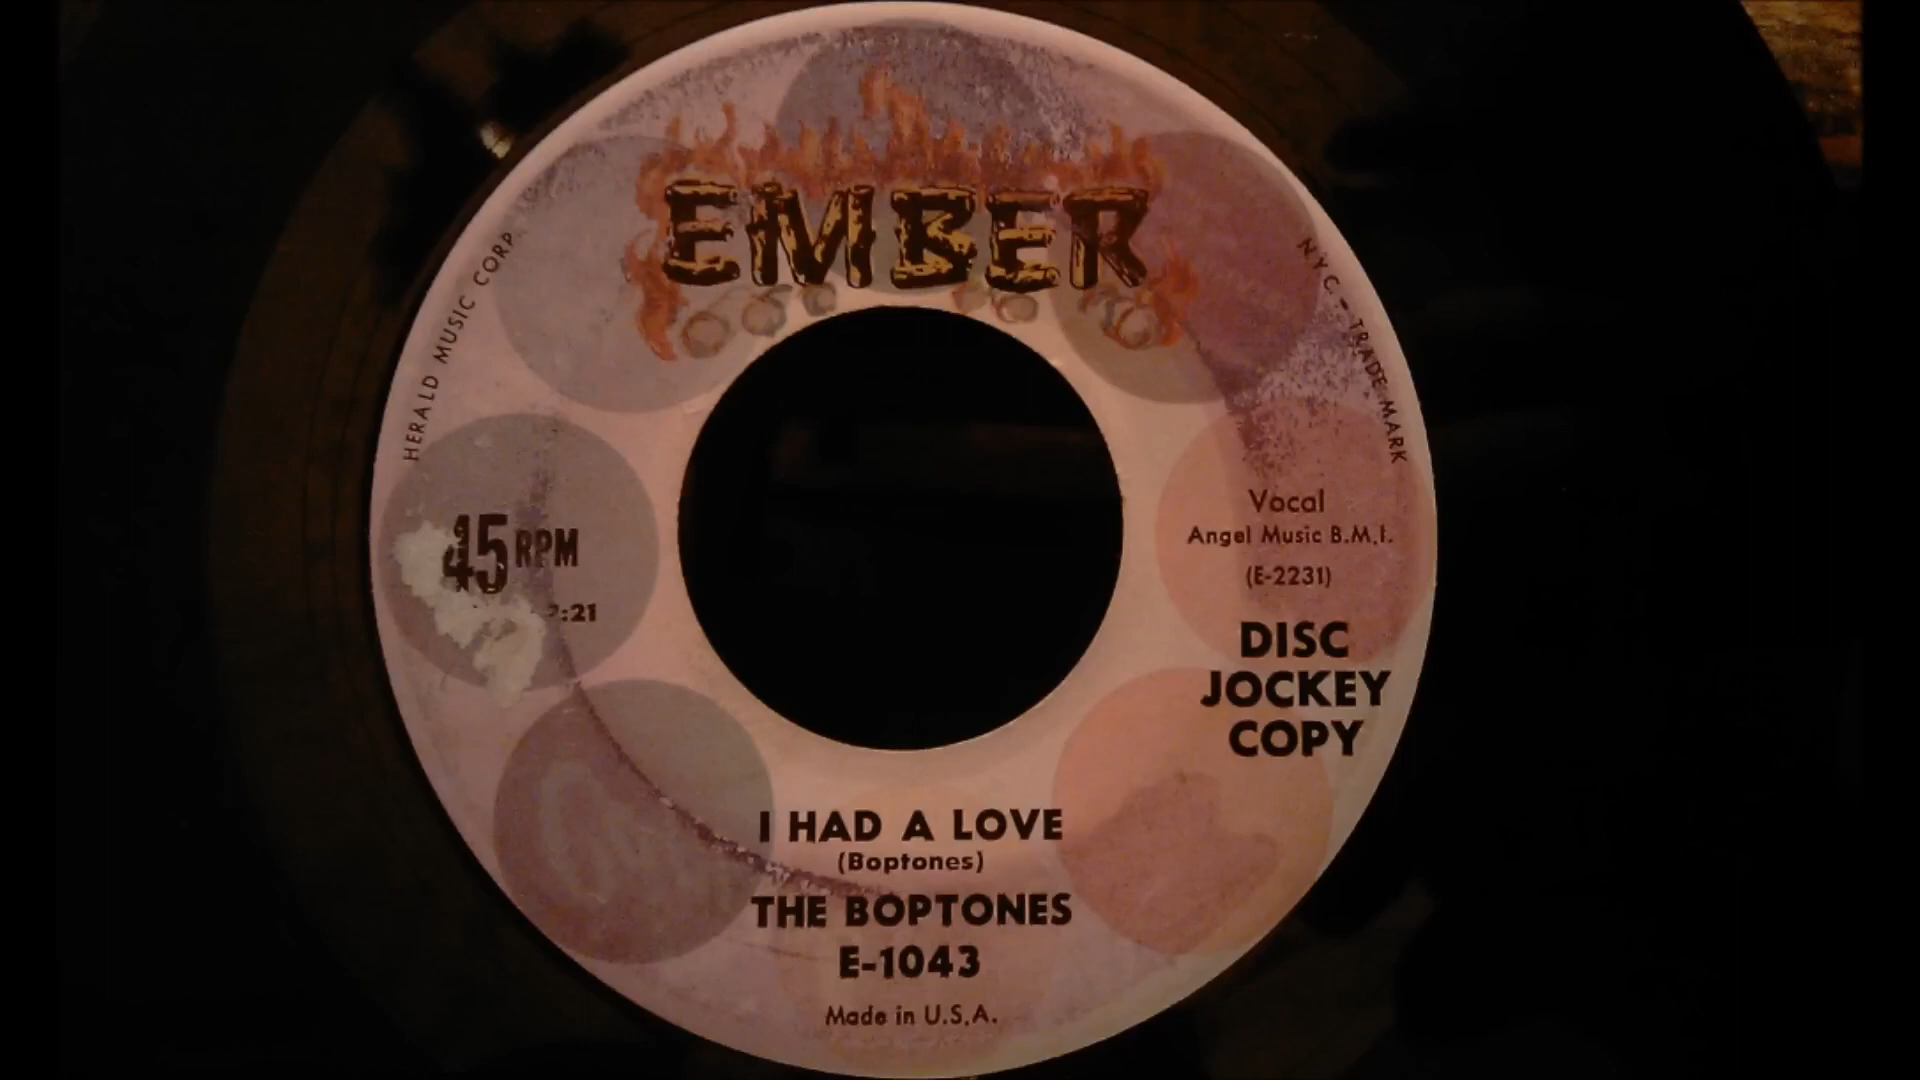 EMBER
HERALD MUSIC CORP.
N.Y.C. - TRADE MARK
45 RPM
2:21
Vocal
Angel Music B.M.I.
(E-2231)
DISC
JOCKEY
COPY
I HAD A LOVE
(Boptones)
THE BOPTONES
E-1043
Made in U.S.A.